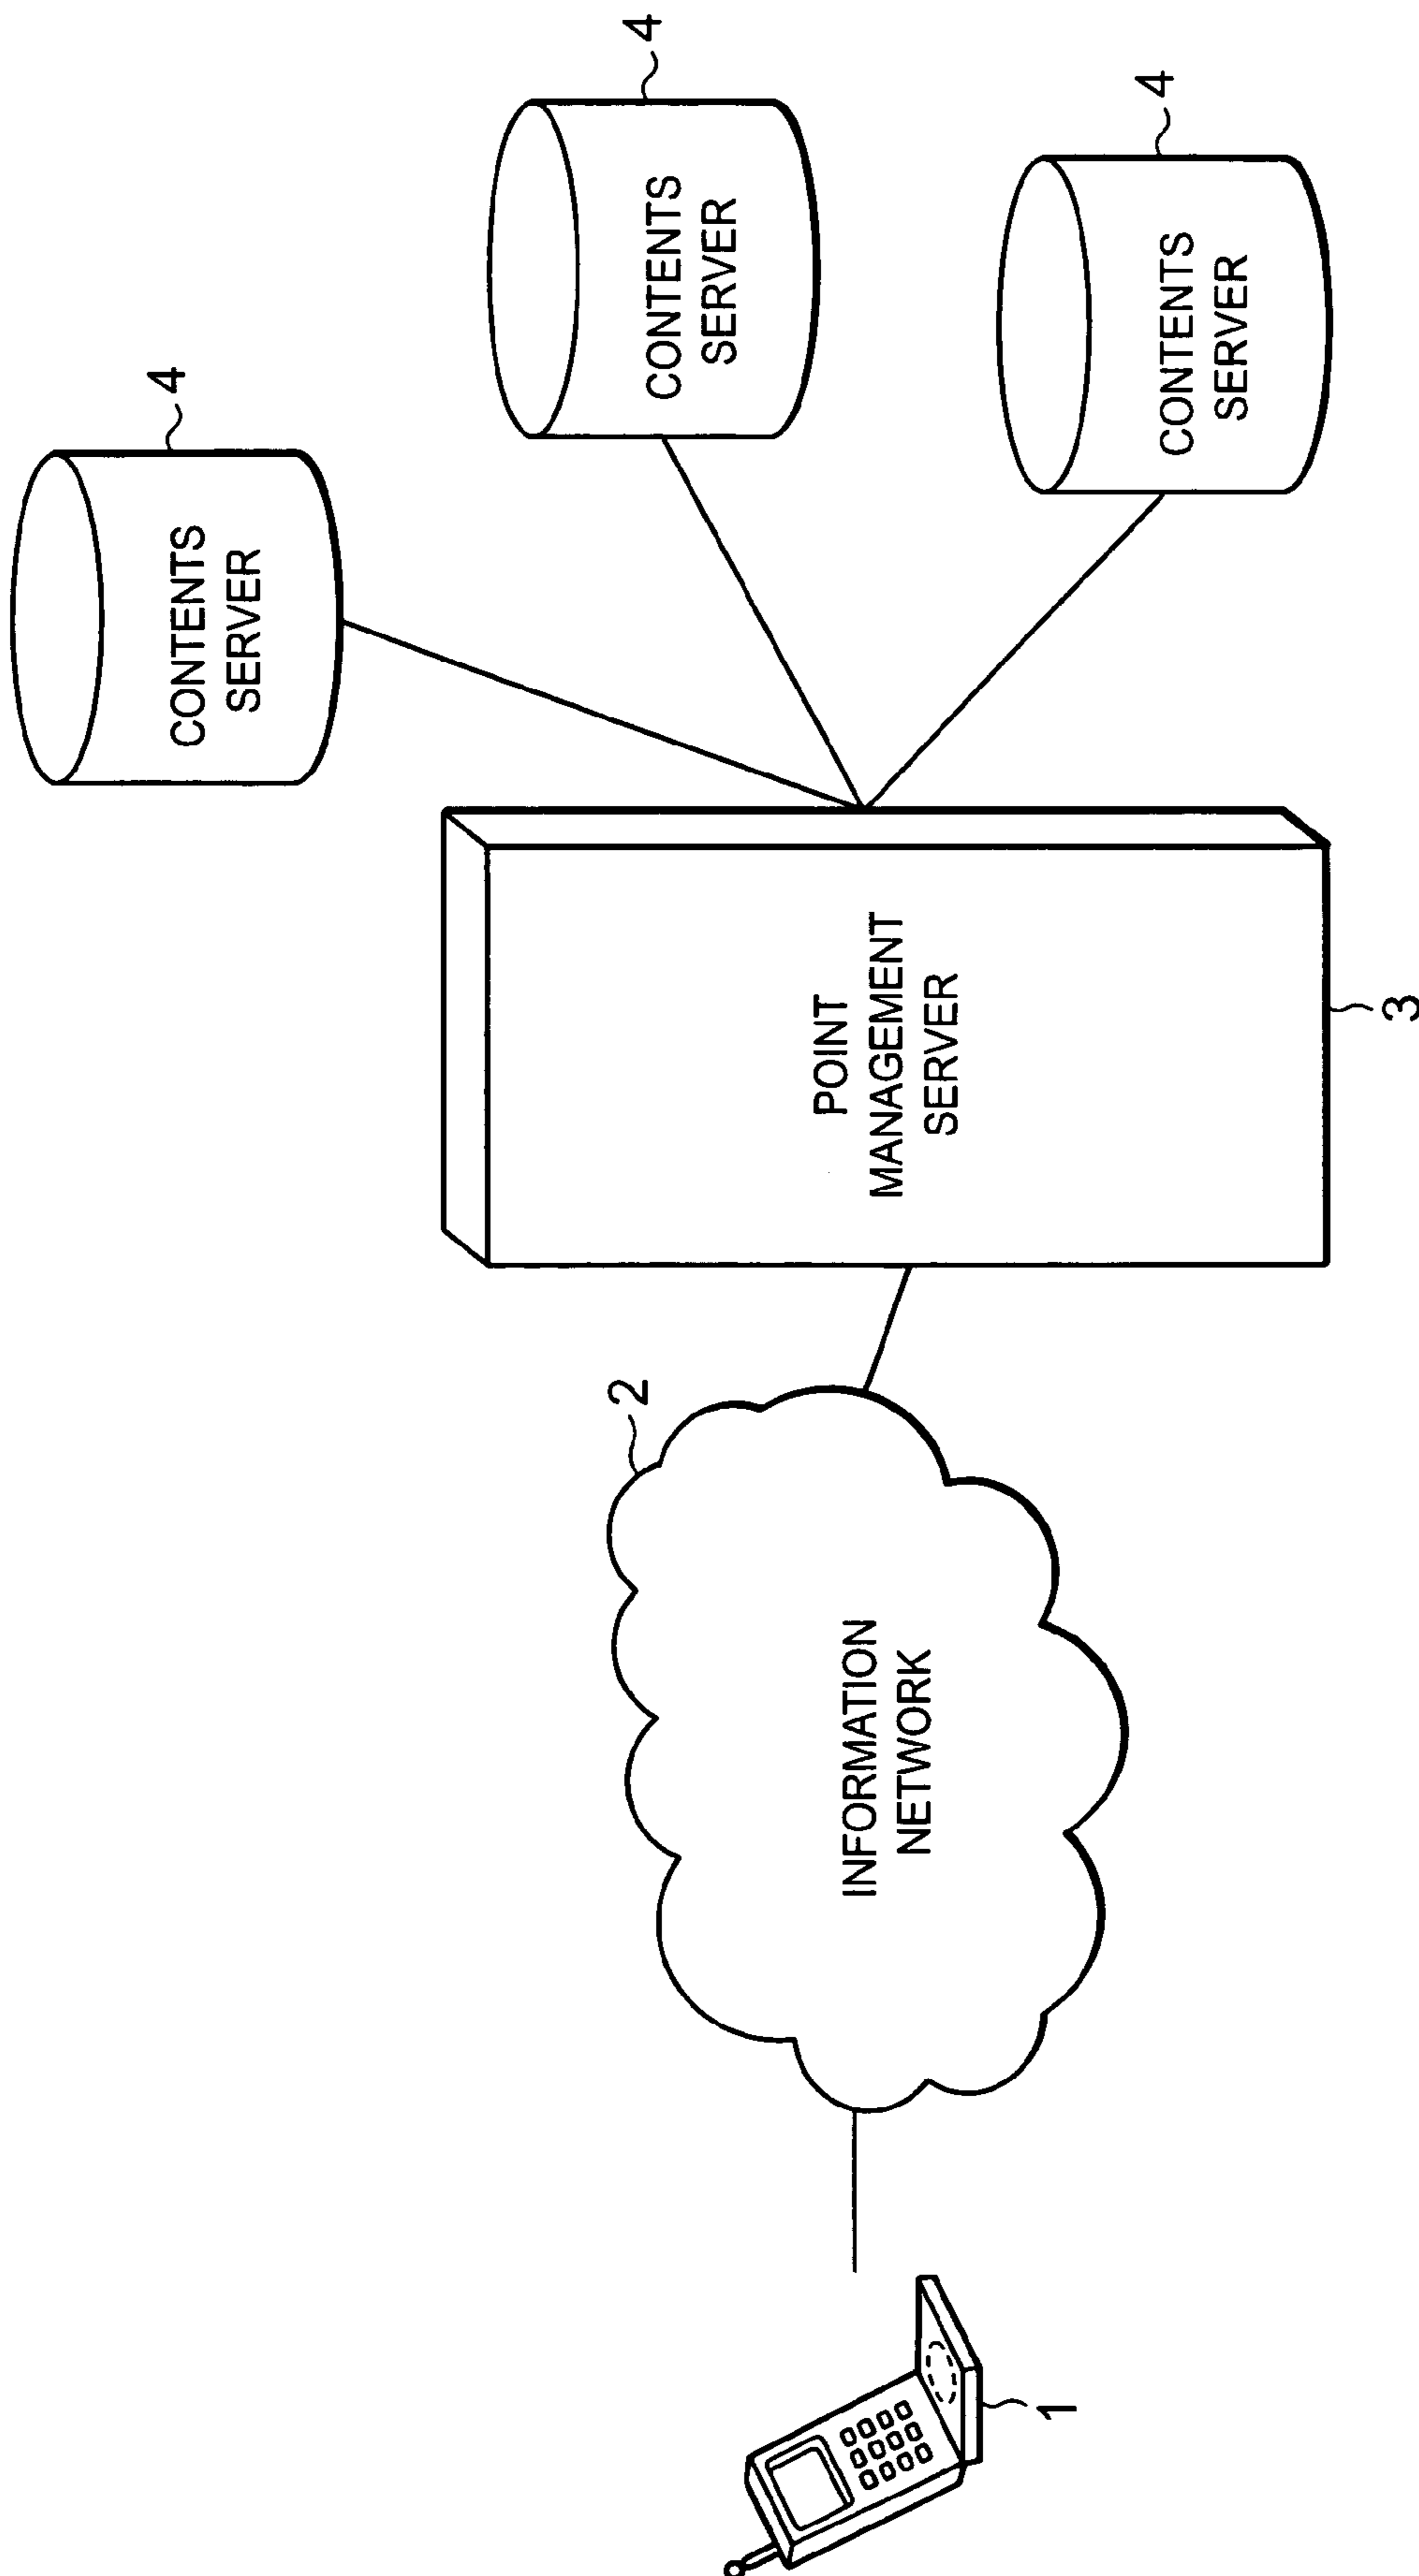 4
CONTENTS
SERVER
4
CONTENTS
SERVER
4
CONTENTS
SERVER
POINT
MANAGEMENT
SERVER
3
2
INFORMATION
NETWORK
1